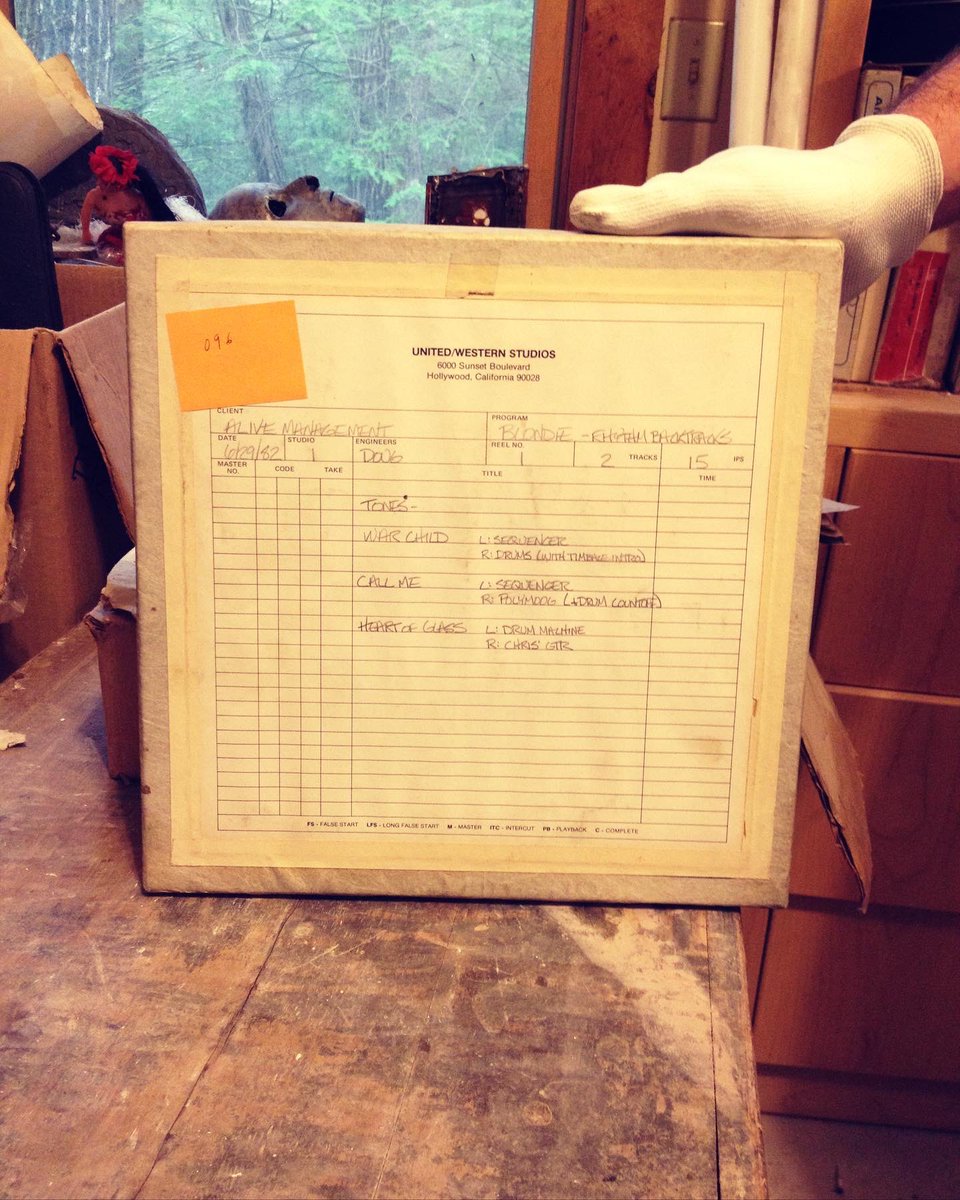 096
UNITED/WESTERN STUDIOS
6000 Sunset Boulevard
Hollywood, California 90028
CLIENT
ALIVE MANAGEMENT
PROGRAM
BLONDIE - RHYTHM BACKTRACKS
DATE
6/29/82
STUDIO
1
ENGINEERS
DOUG
REEL NO.
1
2 TRACKS
15 IPS
MASTER NO. CODE TAKE TITLE TIME
TONES -
WAR CHILD L: SEQUENCER
R: DRUMS (WITH TIMBALE INTRO)
CALL ME L: SEQUENCER
R: POLYMOOG (+DRUM COUNTOFF)
HEART OF GLASS L: DRUM MACHINE
R: CHRIS' GTR
FS - FALSE START LFS - LONG FALSE START M - MASTER ITC - INTERCUT PB - PLAYBACK C - COMPLETE